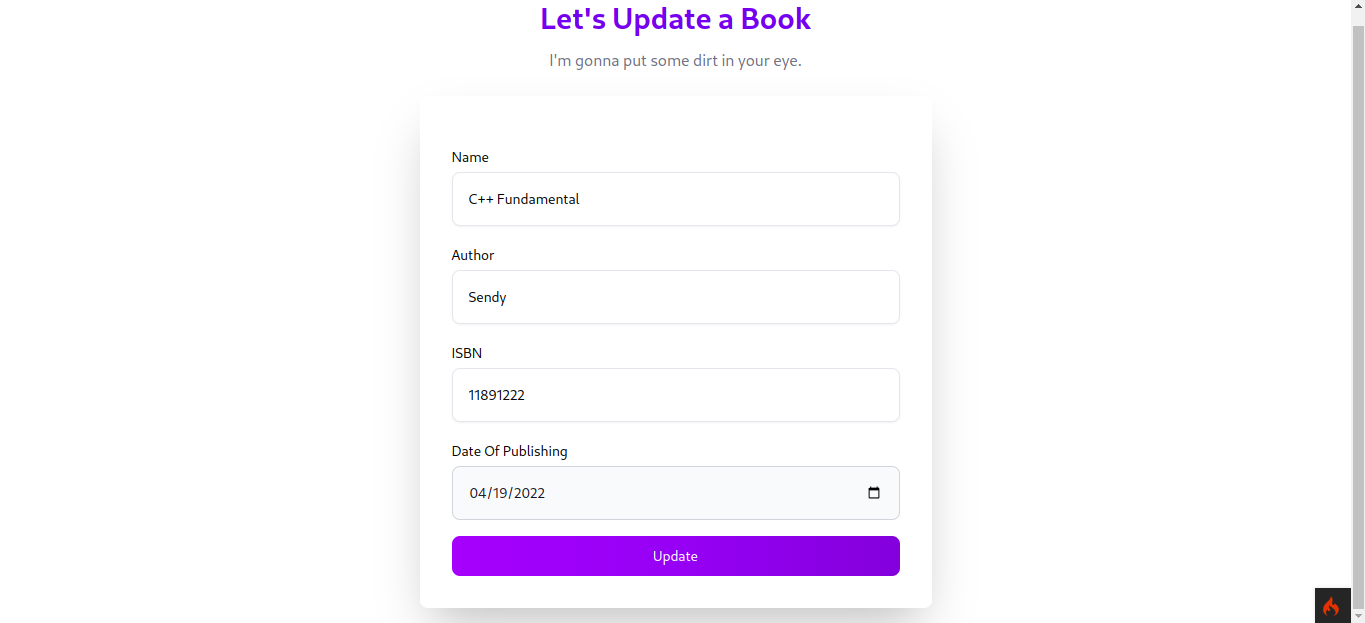 Let's Update a Book
I'm gonna put some dirt in your eye.
Name
C++ Fundamental
Author
Sendy
ISBN
11891222
Date Of Publishing
04/19/2022
Update